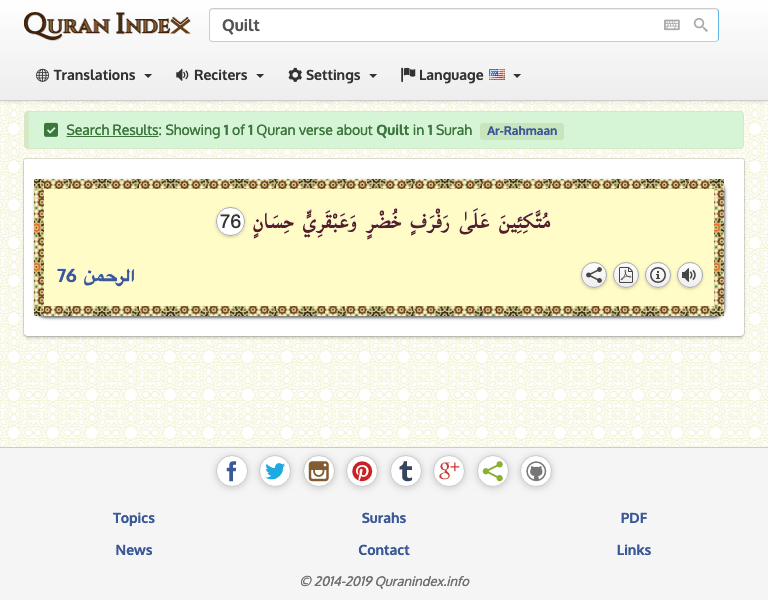 QURAN INDEX
Quilt
Translations Reciters Settings Language
Search Results: Showing 1 of 1 Quran verse about Quilt in 1 Surah Ar-Rahmaan
مُتَّكِئِينَ عَلَىٰ رَفْرَفٍ خُضْرٍ وَعَبْقَرِيٍّ حِسَانٍ 76
الرحمن 76
Topics Surahs PDF
News Contact Links
© 2014-2019 Quranindex.info